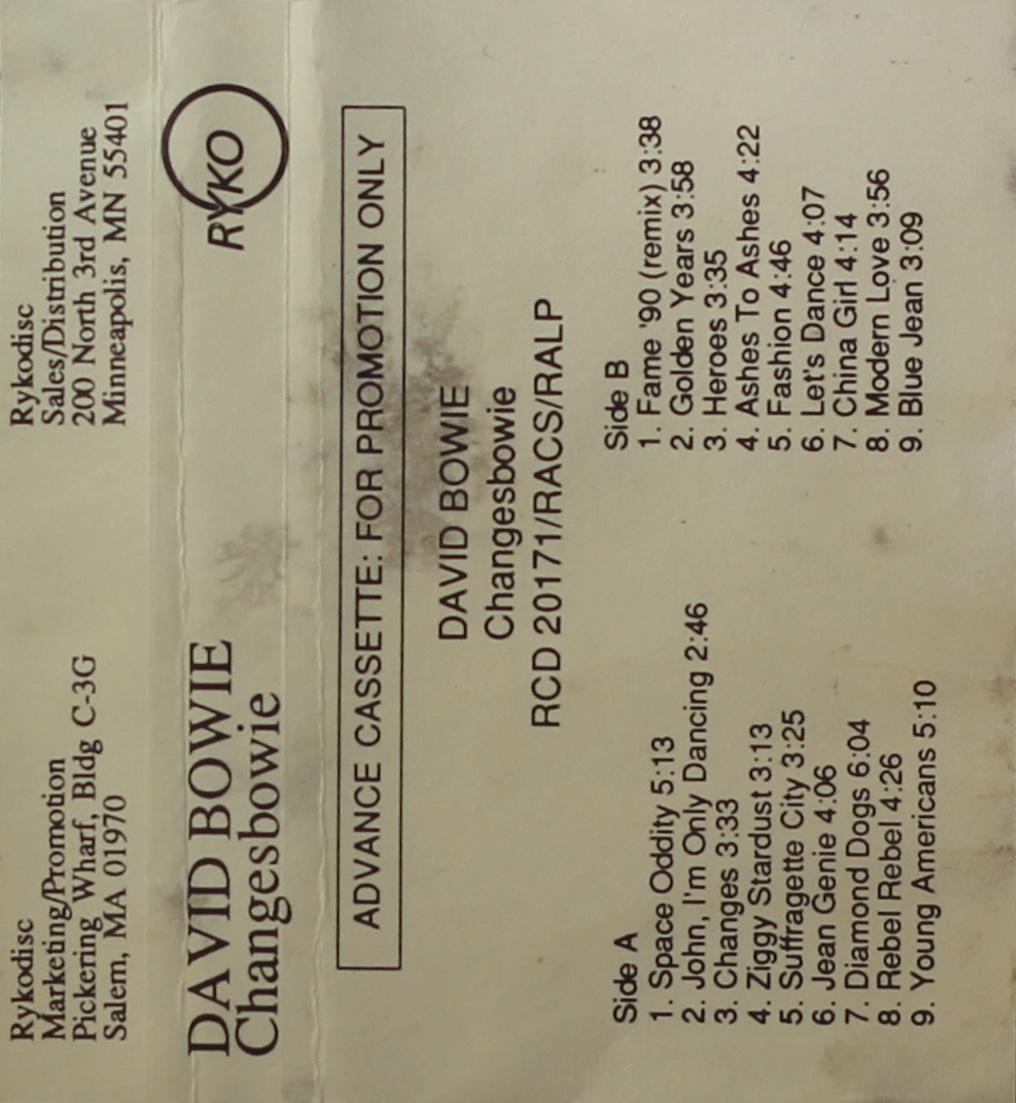 Rykodisc
Marketing/Promotion
Pickering Wharf, Bldg C-3G
Salem, MA 01970
Rykodisc
Sales/Distribution
200 North 3rd Avenue
Minneapolis, MN 55401
DAVID BOWIE
Changesbowie
RYKO
ADVANCE CASSETTE: FOR PROMOTION ONLY
DAVID BOWIE
Changesbowie
RCD 20171/RACS/RALP
Side A
1. Space Oddity 5:13
2. John, I'm Only Dancing 2:46
3. Changes 3:33
4. Ziggy Stardust 3:13
5. Suffragette City 3:25
6. Jean Genie 4:06
7. Diamond Dogs 6:04
8. Rebel Rebel 4:26
9. Young Americans 5:10
Side B
1. Fame '90 (remix) 3:38
2. Golden Years 3:58
3. Heroes 3:35
4. Ashes To Ashes 4:22
5. Fashion 4:46
6. Let's Dance 4:07
7. China Girl 4:14
8. Modern Love 3:56
9. Blue Jean 3:09